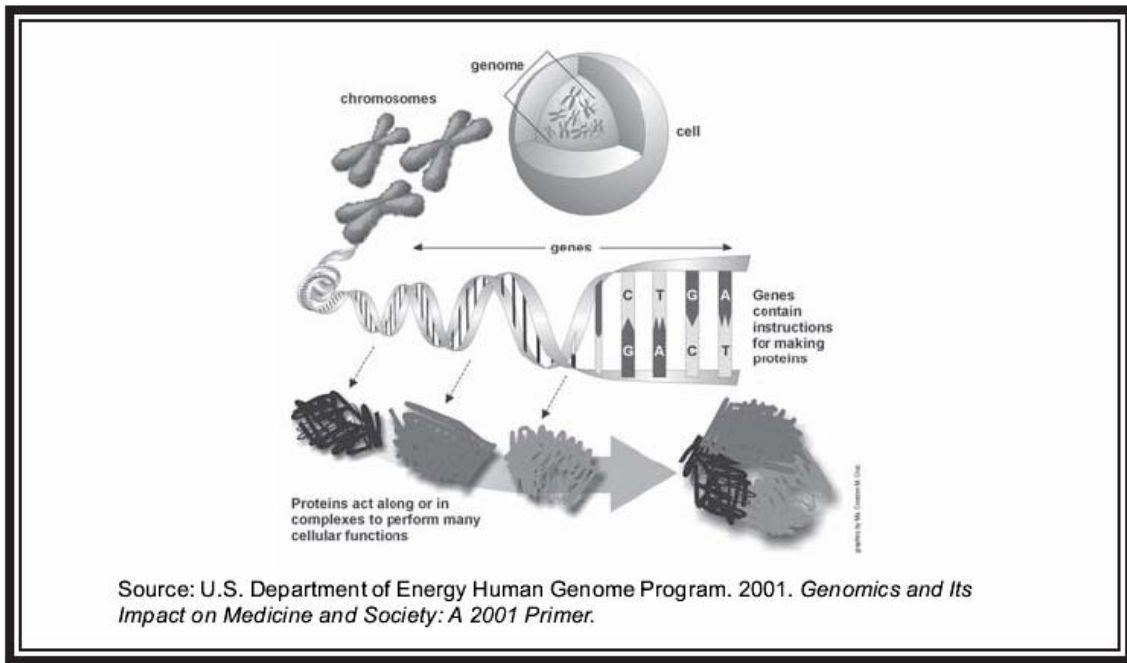 genome
chromosomes
cell
genes
C T G A
G A C T
Genes
contain
instructions
for making
proteins
Proteins act along or in
complexes to perform many
cellular functions
Source: U.S. Department of Energy Human Genome Program. 2001. Genomics and Its
Impact on Medicine and Society: A 2001 Primer.